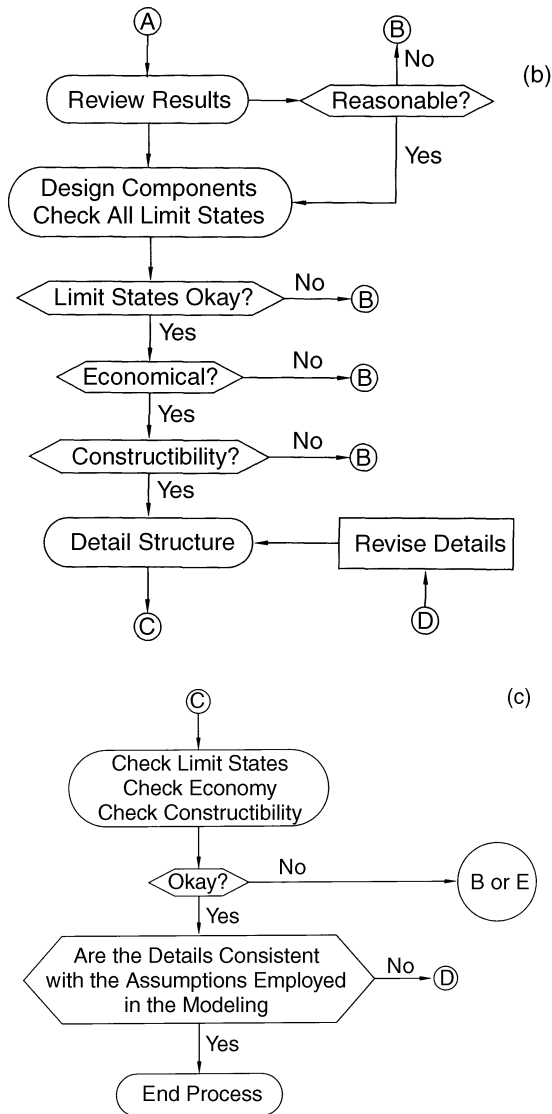 A
B
No
(b)
Review Results
Reasonable?
Yes
Design Components
Check All Limit States
Limit States Okay?
No
B
Yes
Economical?
No
B
Yes
Constructibility?
No
B
Yes
Detail Structure
Revise Details
C
D
C
(c)
Check Limit States
Check Economy
Check Constructibility
Okay?
No
B or E
Yes
Are the Details Consistent
with the Assumptions Employed
in the Modeling
No
D
Yes
End Process